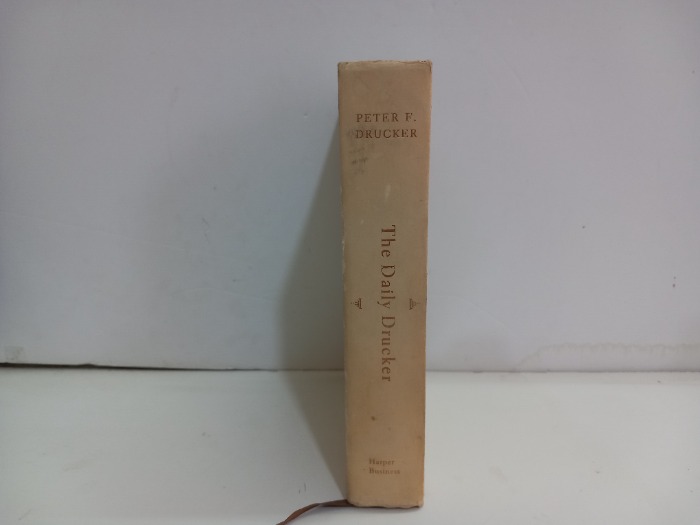 PETER F.
DRUCKER
The Daily Drucker
Harper
Business